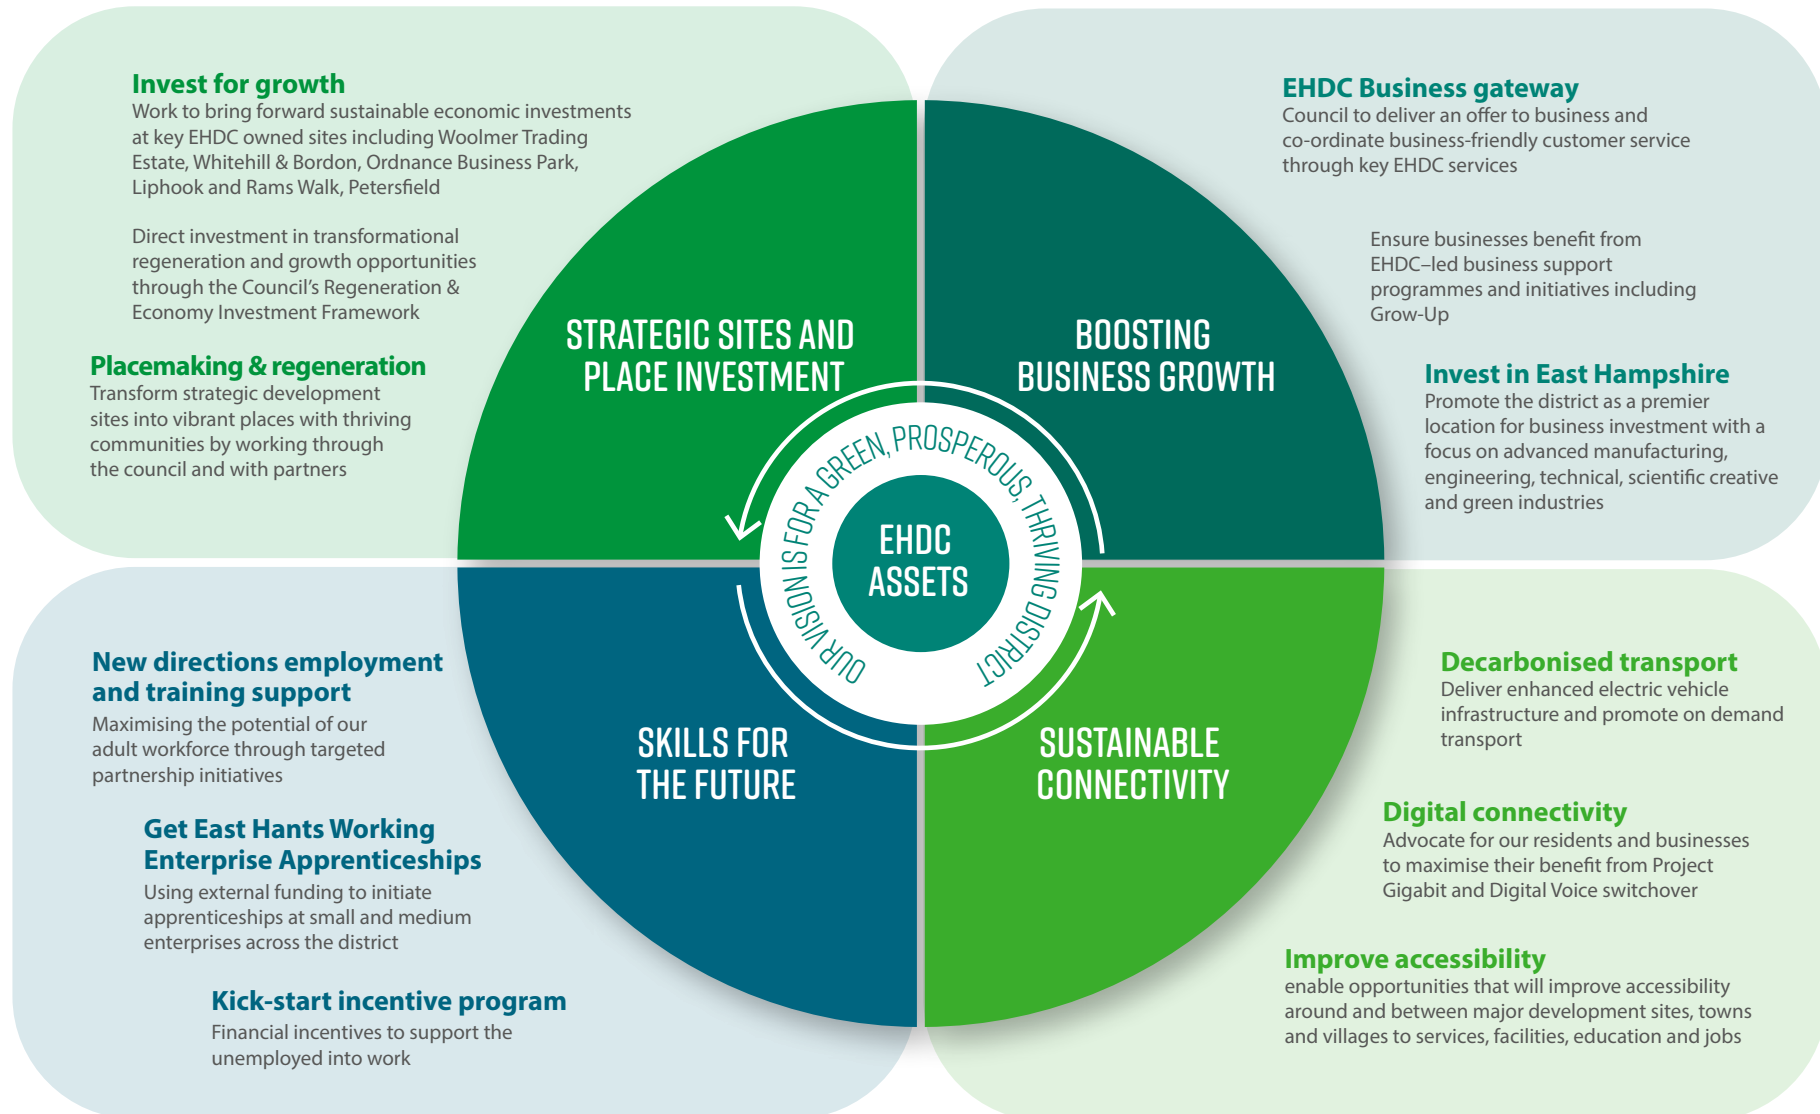 Invest for growth
Work to bring forward sustainable economic investments
at key EHDC owned sites including Woolmer Trading
Estate, Whitehill & Bordon, Ordnance Business Park,
Liphook and Rams Walk, Petersfield
Direct investment in transformational
regeneration and growth opportunities
through the Council’s Regeneration &
Economy Investment Framework
Placemaking & regeneration
Transform strategic development
sites into vibrant places with thriving
communities by working through
the council and with partners
STRATEGIC SITES AND
PLACE INVESTMENT
BOOSTING
BUSINESS GROWTH
EHDC Business gateway
Council to deliver an offer to business and
co-ordinate business-friendly customer service
through key EHDC services
Ensure businesses benefit from
EHDC–led business support
programmes and initiatives including
Grow-Up
Invest in East Hampshire
Promote the district as a premier
location for business investment with a
focus on advanced manufacturing,
engineering, technical, scientific creative
and green industries
OUR VISION IS FOR A GREEN, PROSPEROUS, THRIVING DISTRICT
EHDC
ASSETS
New directions employment
and training support
Maximising the potential of our
adult workforce through targeted
partnership initiatives
Get East Hants Working
Enterprise Apprenticeships
Using external funding to initiate
apprenticeships at small and medium
enterprises across the district
Kick-start incentive program
Financial incentives to support the
unemployed into work
SKILLS FOR
THE FUTURE
SUSTAINABLE
CONNECTIVITY
Decarbonised transport
Deliver enhanced electric vehicle
infrastructure and promote on demand
transport
Digital connectivity
Advocate for our residents and businesses
to maximise their benefit from Project
Gigabit and Digital Voice switchover
Improve accessibility
enable opportunities that will improve accessibility
around and between major development sites, towns
and villages to services, facilities, education and jobs